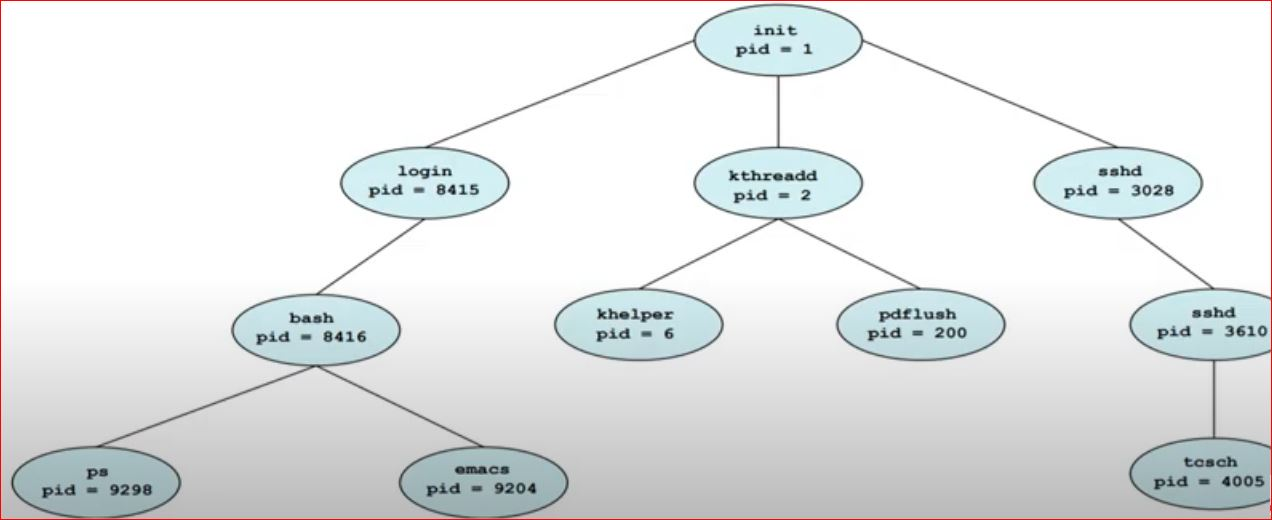 init
pid = 1
login
pid = 8415
kthreadd
pid = 2
sshd
pid = 3028
bash
pid = 8416
khelper
pid = 6
pdflush
pid = 200
sshd
pid = 3610
ps
pid = 9298
emacs
pid = 9204
tcsch
pid = 4005